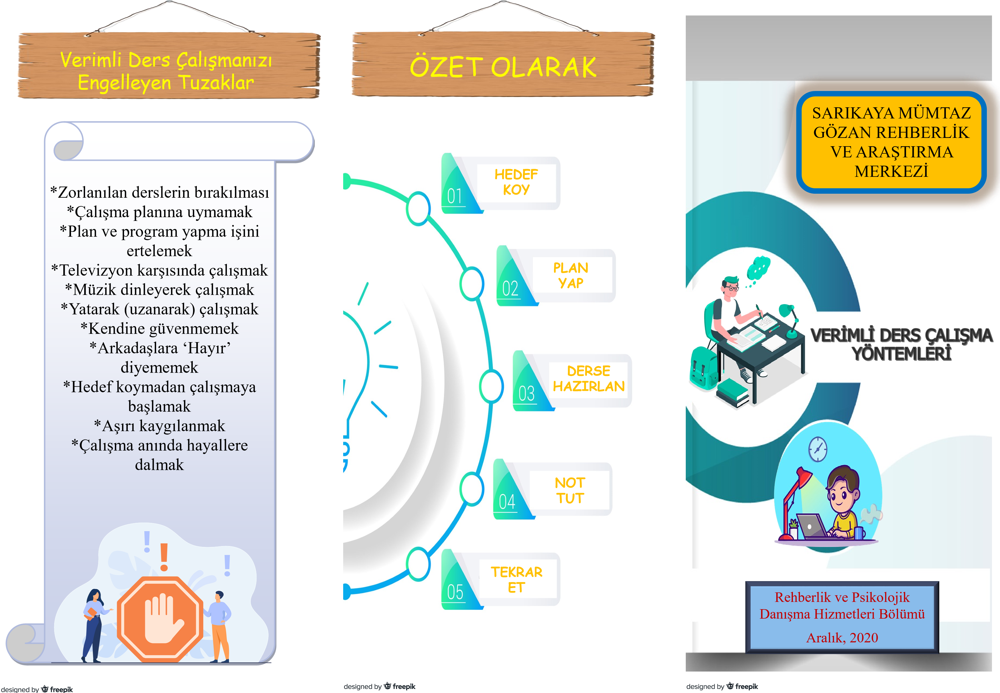 Verimli Ders Çalışmanızı
Engelleyen Tuzaklar
*Zorlanılan derslerin bırakılması
*Çalışma planına uymamak
*Plan ve program yapma işini
ertelemek
*Televizyon karşısında çalışmak
*Müzik dinleyerek çalışmak
*Yatarak (uzanarak) çalışmak
*Kendine güvenmemek
*Arkadaşlara ‘Hayır’
diyememek
*Hedef koymadan çalışmaya
başlamak
*Aşırı kaygılanmak
*Çalışma anında hayallere
dalmak
designed by freepik
ÖZET OLARAK
01
HEDEF
KOY
02
PLAN
YAP
03
DERSE
HAZIRLAN
04
NOT
TUT
05
TEKRAR
ET
designed by freepik
SARIKAYA MÜMTAZ
GÖZAN REHBERLİK
VE ARAŞTIRMA
MERKEZİ
VERİMLİ DERS ÇALIŞMA
YÖNTEMLERİ
Rehberlik ve Psikolojik
Danışma Hizmetleri Bölümü
Aralık, 2020
designed by freepik